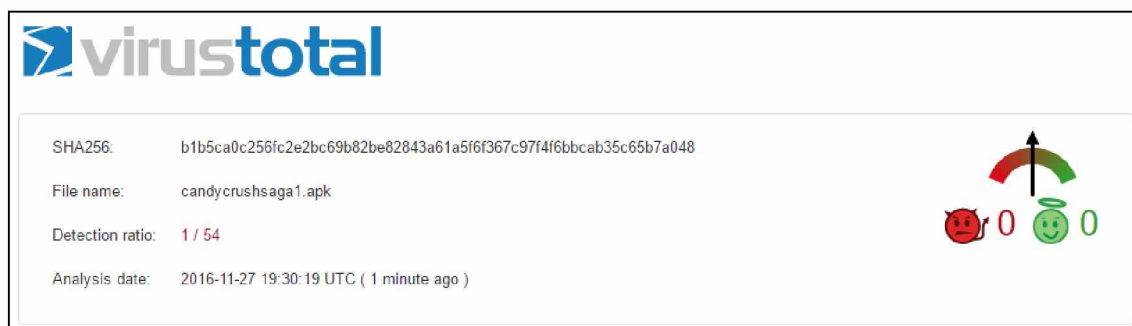 virustotal
SHA256: b1b5ca0c256fc2e2bc69b82be82843a61a5f6f367c97f4f6bbcab35c65b7a048
File name: candycrushsaga1.apk
Detection ratio: 1 / 54
0 0
Analysis date: 2016-11-27 19:30:19 UTC ( 1 minute ago )